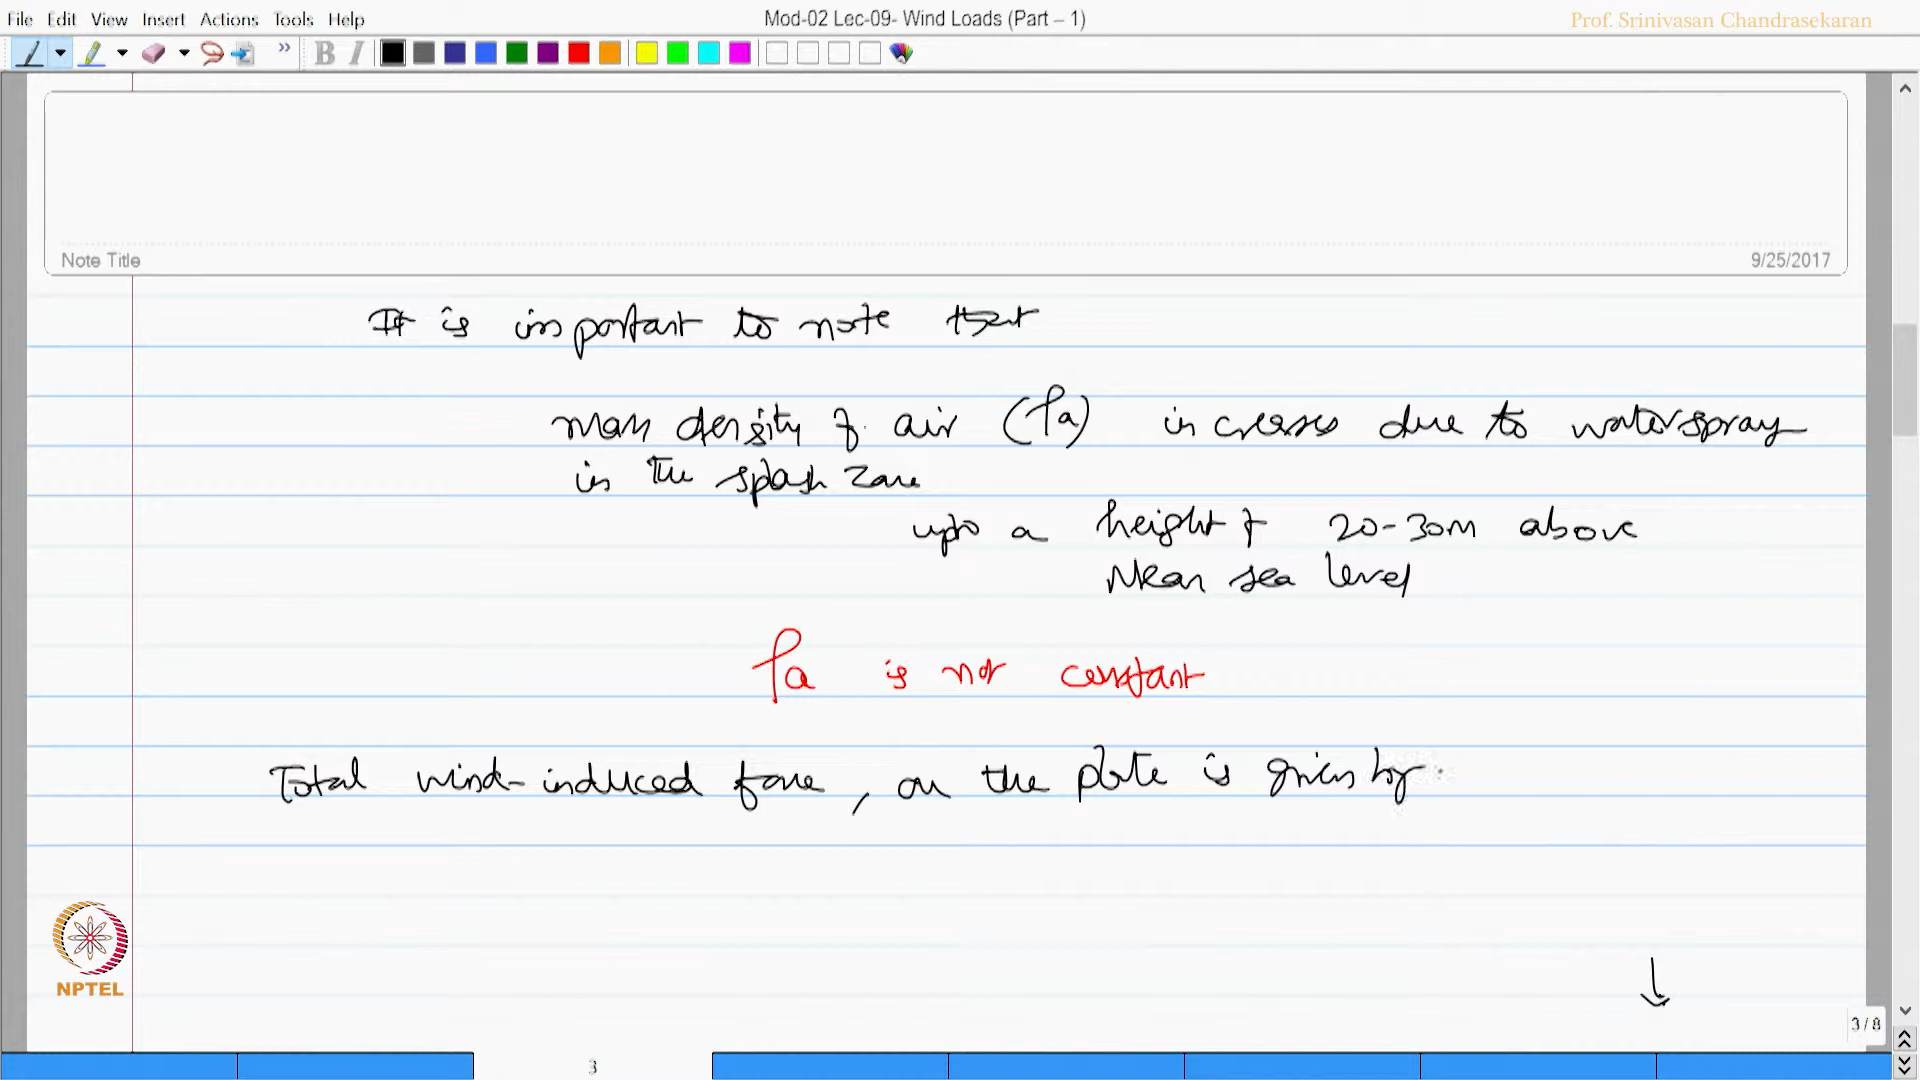 File Edit View Insert Actions Tools Help
Mod-02 Lec-09- Wind Loads (Part – 1)
Prof. Srinivasan Chandrasekaran
B I
Note Title
9/25/2017
It is important to note that
mass density of air (ρa) increases due to water spray
in the splash zone
upto a height of 20-30m above
Mean sea level
ρa is not constant
Total wind-induced force, on the plate is given by.
NPTEL
3/8
3